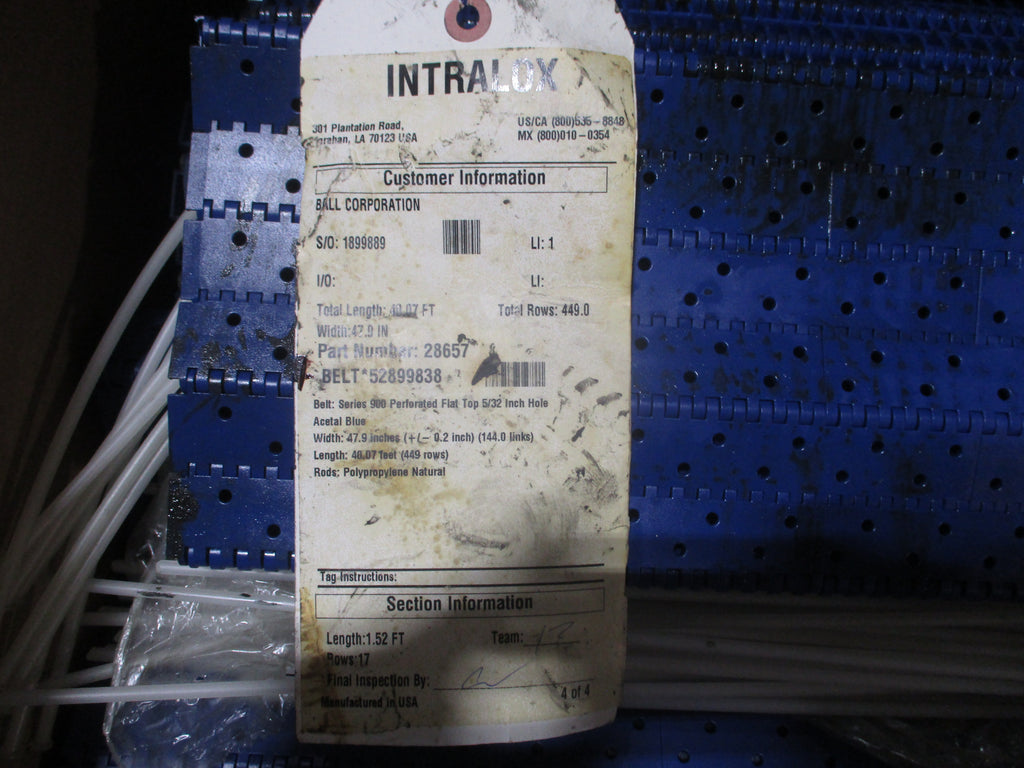 INTRALOX
301 Plantation Road,
Harahan, LA 70123 USA
US/CA (800)535-8848
MX (800)010-0354
Customer Information
BALL CORPORATION
S/O: 1899889
LI: 1
I/O:
LI:
Total Length: 40.07 FT
Total Rows: 449.0
Width:47.9 IN
Part Number: 28657
BELT*52899838
Belt: Series 900 Perforated Flat Top 5/32 Inch Hole
Acetal Blue
Width: 47.9 inches (+/- 0.2 inch) (144.0 links)
Length: 40.07 feet (449 rows)
Rods: Polypropylene Natural
Tag Instructions:
Section Information
Length:1.52 FT
Team:
Rows:17
Final Inspection By:
4 of 4
Manufactured in USA